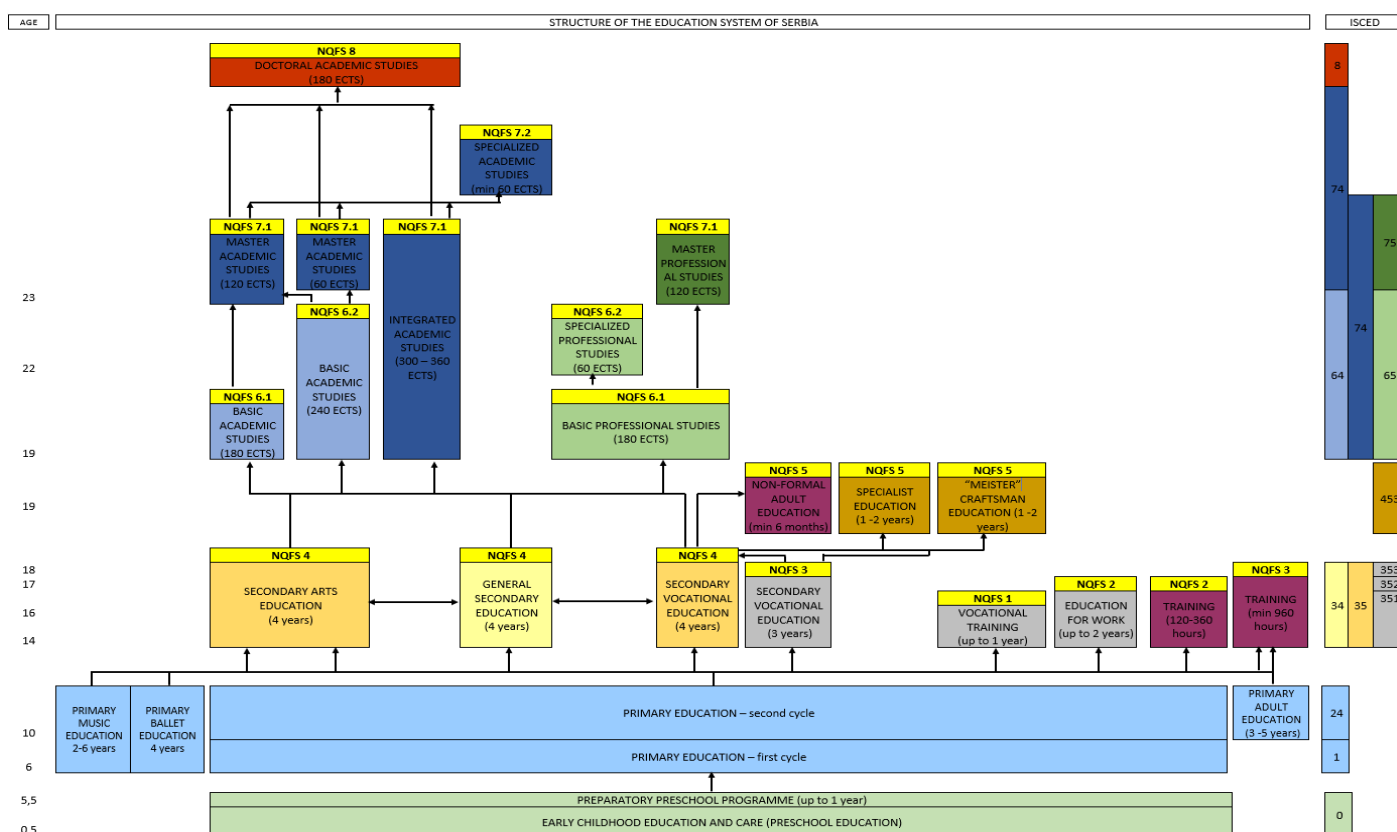 AGE
STRUCTURE OF THE EDUCATION SYSTEM OF SERBIA
ISCED
NQFS 8
DOCTORAL ACADEMIC STUDIES
(180 ECTS)
8
NQFS 7.2
SPECIALIZED
ACADEMIC
STUDIES
(min 60 ECTS)
74
NQFS 7.1
MASTER
ACADEMIC
STUDIES
(120 ECTS)
NQFS 7.1
MASTER
ACADEMIC
STUDIES
(60 ECTS)
NQFS 7.1
INTEGRATED
ACADEMIC
STUDIES
(300 – 360
ECTS)
NQFS 7.1
MASTER
PROFESSION
AL STUDIES
(120 ECTS)
75
23
NQFS 6.2
BASIC
ACADEMIC
STUDIES
(240 ECTS)
NQFS 6.2
SPECIALIZED
PROFESSIONAL
STUDIES
(60 ECTS)
74
22
64
65
NQFS 6.1
BASIC
ACADEMIC
STUDIES
(180 ECTS)
NQFS 6.1
BASIC PROFESSIONAL STUDIES
(180 ECTS)
19
NQFS 5
NON-FORMAL
ADULT
EDUCATION
(min 6 months)
NQFS 5
SPECIALIST
EDUCATION
(1 -2 years)
NQFS 5
“MEISTER”
CRAFTSMAN
EDUCATION (1 -2
years)
19
453
NQFS 4
SECONDARY ARTS
EDUCATION
(4 years)
NQFS 4
GENERAL
SECONDARY
EDUCATION
(4 years)
NQFS 4
SECONDARY
VOCATIONAL
EDUCATION
(4 years)
NQFS 3
SECONDARY
VOCATIONAL
EDUCATION
(3 years)
NQFS 1
VOCATIONAL
TRAINING
(up to 1 year)
NQFS 2
EDUCATION
FOR WORK
(up to 2 years)
NQFS 2
TRAINING
(120-360
hours)
NQFS 3
TRAINING
(min 960
hours)
18
17
16
14
34
35
353
352
351
PRIMARY
MUSIC
EDUCATION
2-6 years
PRIMARY
BALLET
EDUCATION
4 years
PRIMARY EDUCATION – second cycle
PRIMARY
ADULT
EDUCATION
(3 -5 years)
24
10
PRIMARY EDUCATION – first cycle
1
6
5,5
PREPARATORY PRESCHOOL PROGRAMME (up to 1 year)
EARLY CHILDHOOD EDUCATION AND CARE (PRESCHOOL EDUCATION)
0
0,5